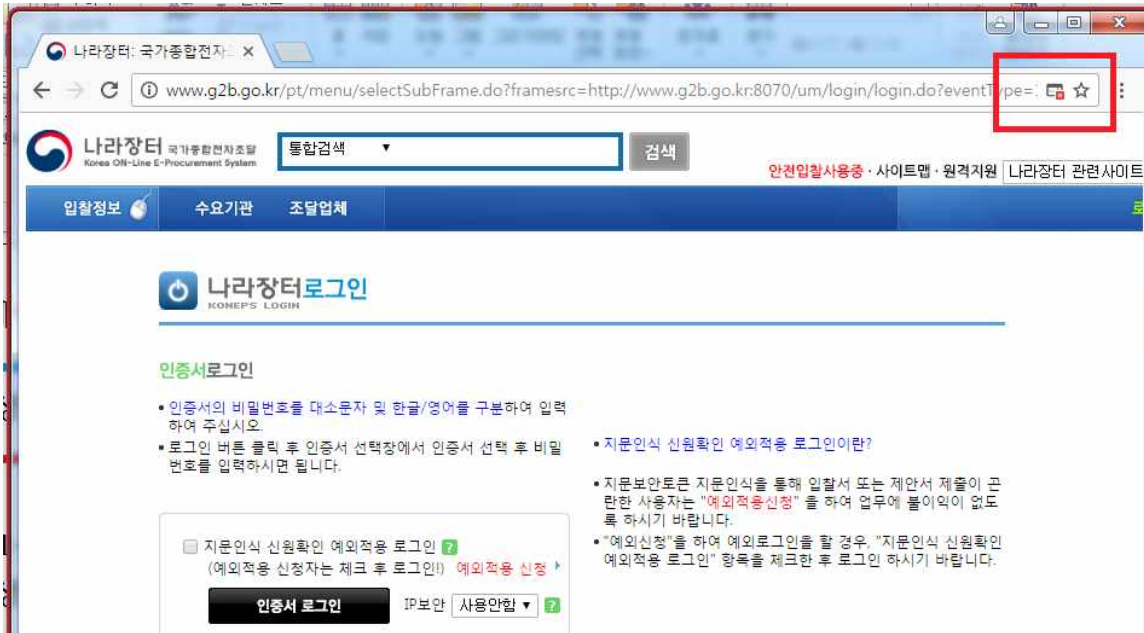 나라장터: 국가종합전자
www.g2b.go.kr/pt/menu/selectSubFrame.do?framesrc=http://www.g2b.go.kr:8070/um/login/login.do?eventType=
나라장터 국가종합전자조달
Korea ON-Line E-Procurement System
통합검색
검색
안전입찰사용중 · 사이트맵 · 원격지원 나라장터 관련사이트
입찰정보 수요기관 조달업체
나라장터로그인
KONEPS LOGIN
인증서로그인
• 인증서의 비밀번호를 대소문자 및 한글/영어를 구분하여 입력
하여 주십시오.
• 로그인 버튼 클릭 후 인증서 선택창에서 인증서 선택 후 비밀
번호를 입력하시면 됩니다.
• 지문인식 신원확인 예외적용 로그인이란?
• 지문보안토큰 지문인식을 통해 입찰서 또는 제안서 제출이 곤
란한 사용자는 "예외적용신청" 을 하여 업무에 불이익이 없도
록 하시기 바랍니다.
• "예외신청"을 하여 예외로그인을 할 경우, "지문인식 신원확인
예외적용 로그인" 항목을 체크한 후 로그인 하시기 바랍니다.
지문인식 신원확인 예외적용 로그인 ?
(예외적용 신청자는 체크 후 로그인!) 예외적용 신청
인증서 로그인 IP보안 사용안함 ?